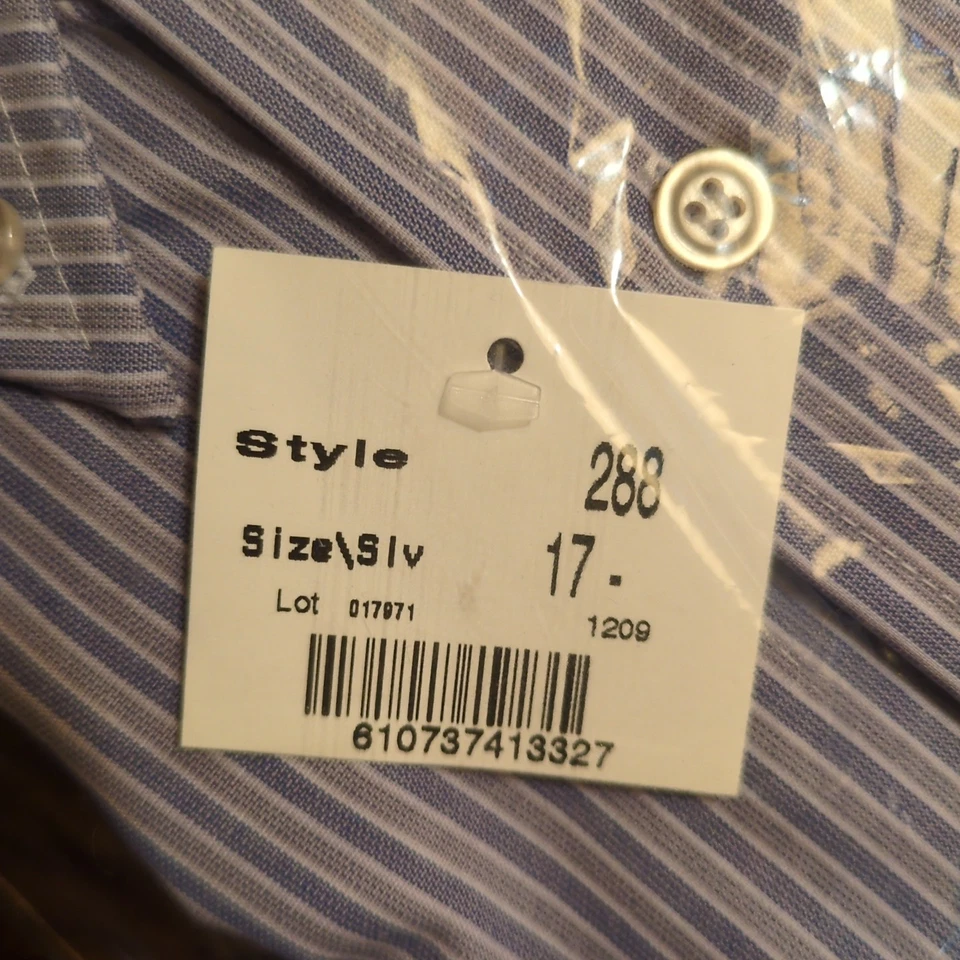 Style 288
Size\Slv 17 -
Lot 017971 1209
610737413327